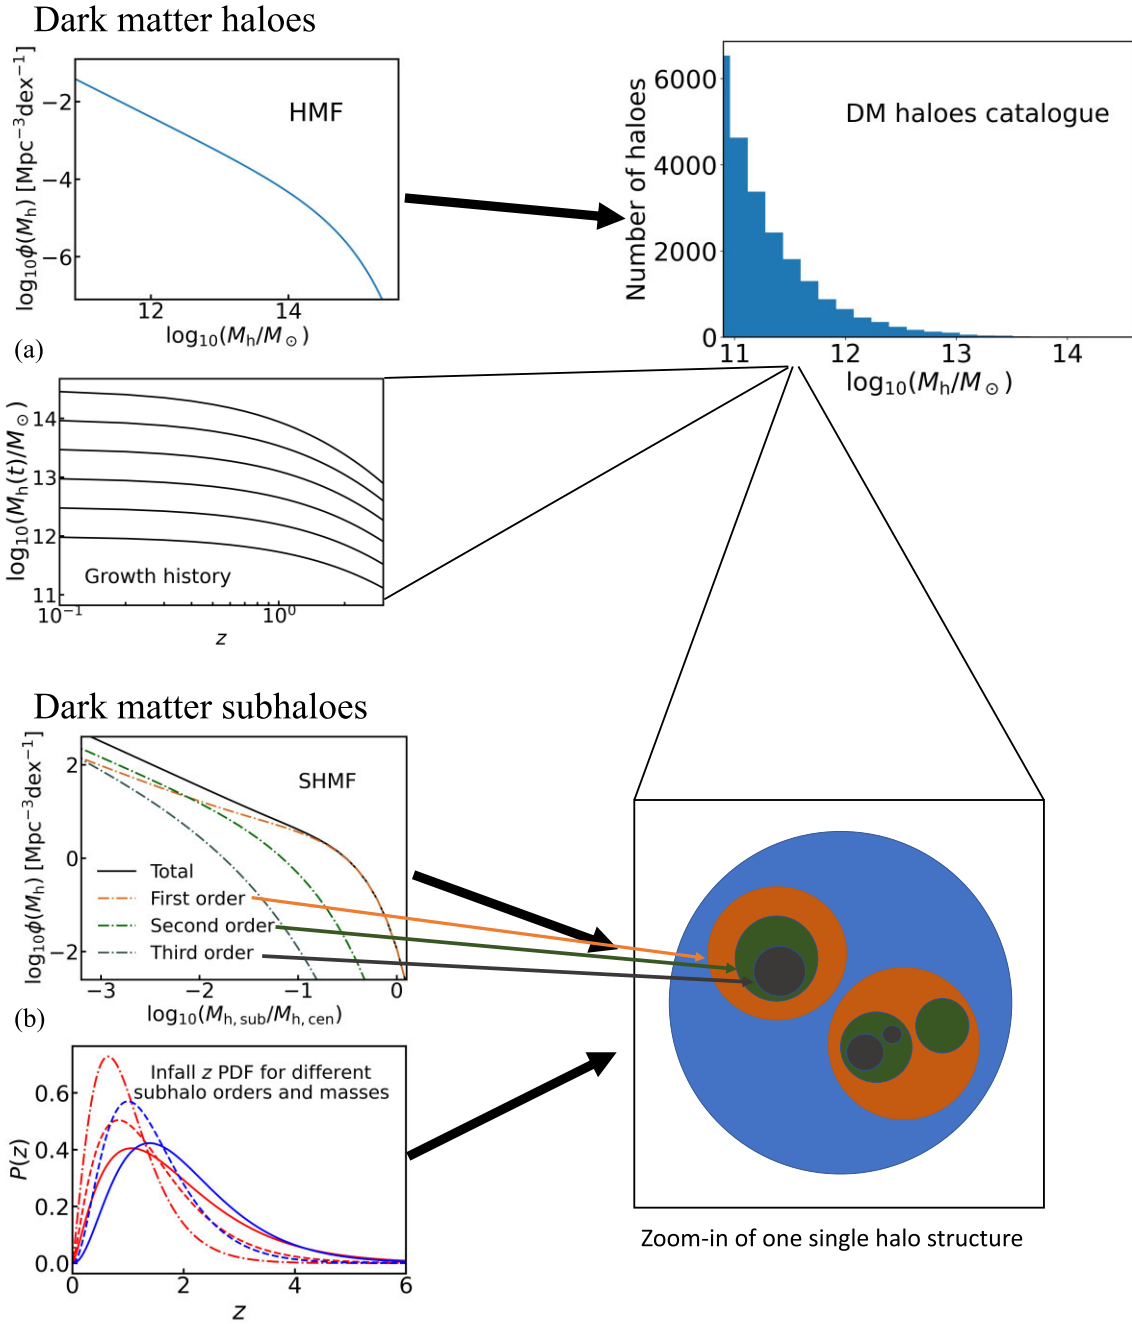 Dark matter haloes
log₁₀ϕ(Mₕ) [Mpc⁻³dex⁻¹]
−2
−4
−6
HMF
12
14
log₁₀(Mₕ/M⊙)
Number of haloes
6000
4000
2000
0
DM haloes catalogue
11
12
13
14
log₁₀(Mₕ/M⊙)
(a)
log₁₀(Mₕ(t)/M⊙)
14
13
12
11
Growth history
10⁻¹
10⁰
z
Dark matter subhaloes
log₁₀ϕ(Mₕ) [Mpc⁻³dex⁻¹]
2
0
−2
SHMF
Total
First order
Second order
Third order
−3
−2
−1
0
log₁₀(Mh,sub/Mh,cen)
(b)
P(z)
0.6
0.4
0.2
0.0
Infall z PDF for different
subhalo orders and masses
0
2
4
6
z
Zoom-in of one single halo structure